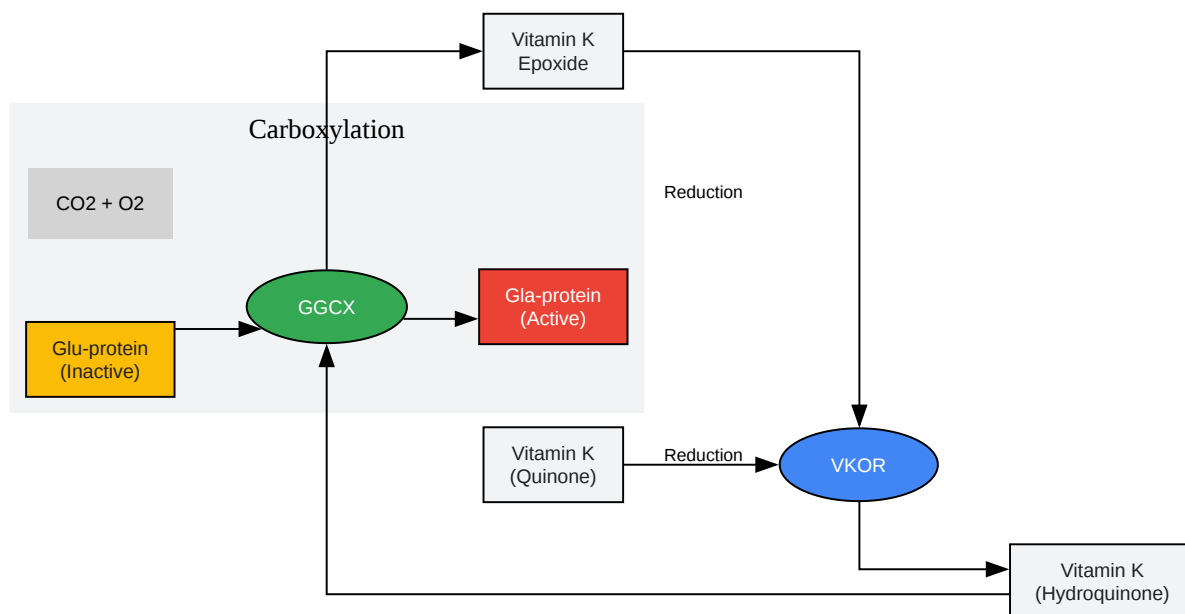 Vitamin K
Epoxide
Carboxylation
CO2 + O2
Reduction
GGCX
Gla-protein
(Active)
Glu-protein
(Inactive)
Vitamin K
(Quinone)
Reduction
VKOR
Vitamin K
(Hydroquinone)